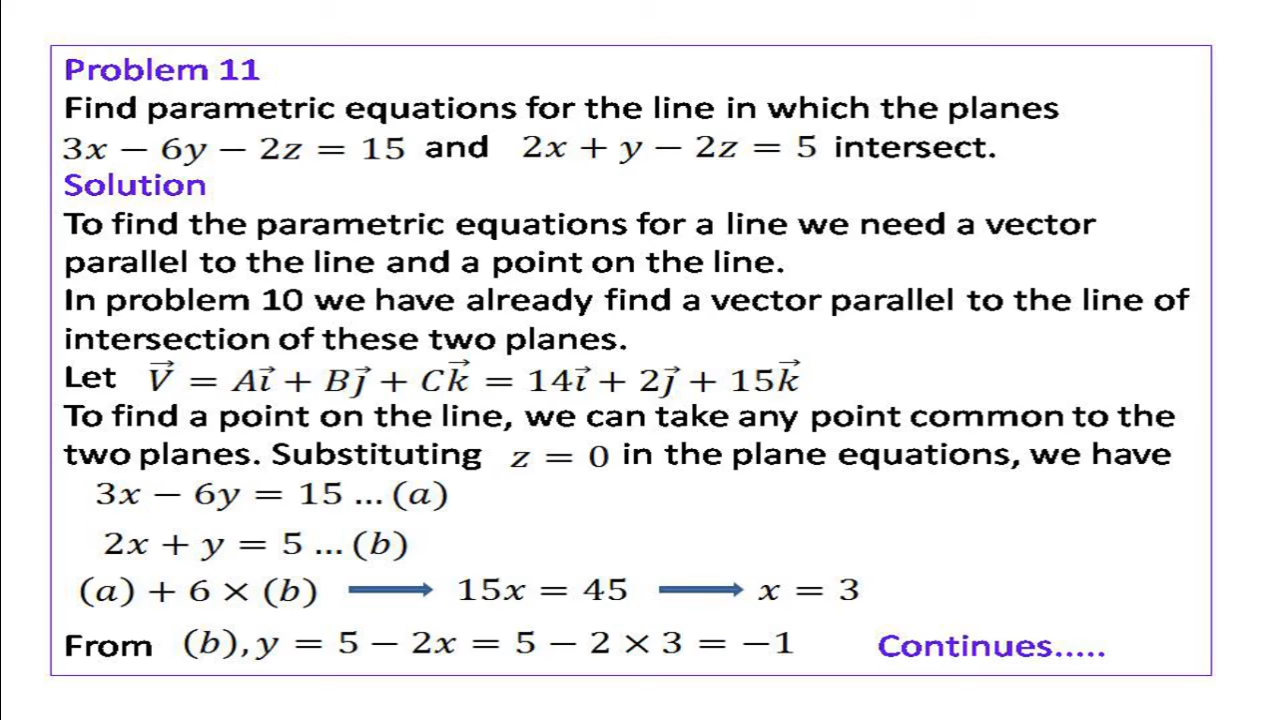 Problem 11
Find parametric equations for the line in which the planes
3x − 6y − 2z = 15 and 2x + y − 2z = 5 intersect.
Solution
To find the parametric equations for a line we need a vector
parallel to the line and a point on the line.
In problem 10 we have already find a vector parallel to the line of
intersection of these two planes.
Let V⃗ = Ai⃗ + Bj⃗ + Ck⃗ = 14i⃗ + 2j⃗ + 15k⃗
To find a point on the line, we can take any point common to the
two planes. Substituting z = 0 in the plane equations, we have
3x − 6y = 15 ... (a)
2x + y = 5 ... (b)
(a) + 6 × (b) ⟶ 15x = 45 ⟶ x = 3
From (b), y = 5 − 2x = 5 − 2 × 3 = −1 Continues.....